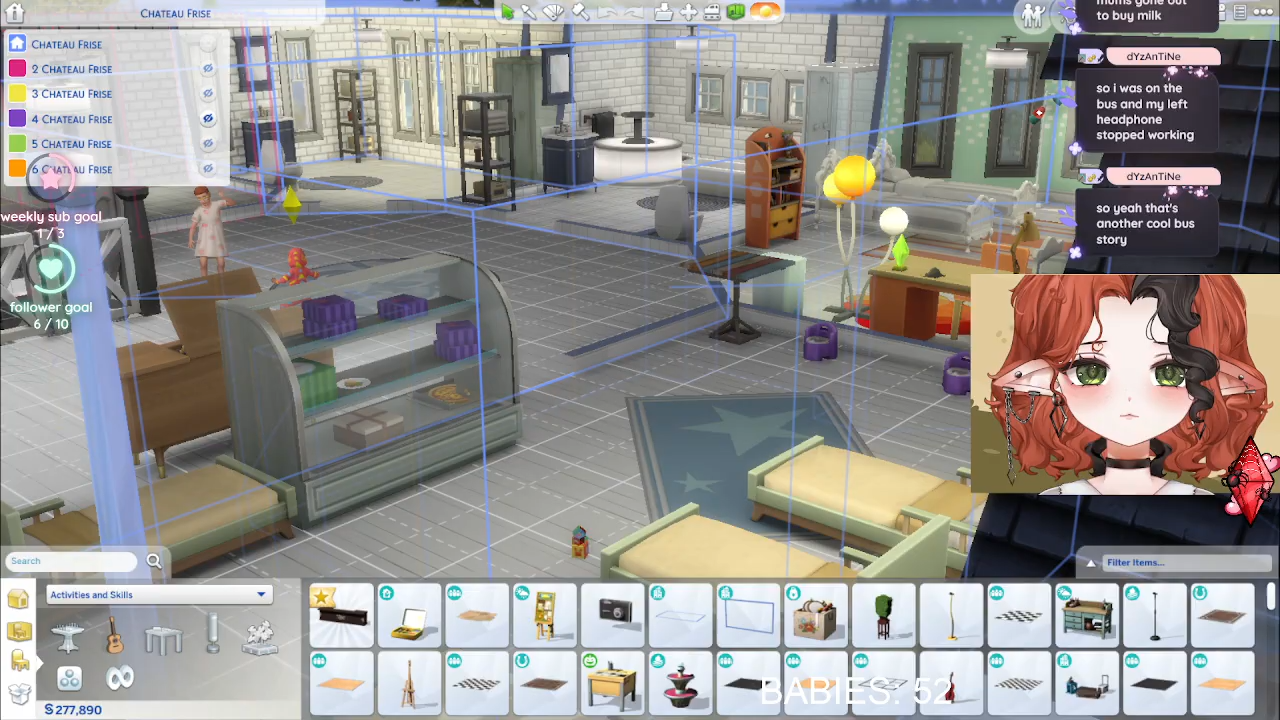 CHATEAU FRISE
CHATEAU FRISE
2 CHATEAU FRISE
3 CHATEAU FRISE
4 CHATEAU FRISE
5 CHATEAU FRISE
6 CHATEAU FRISE
weekly sub goal
1 / 3
follower goal
6 / 10
moms gone out
to buy milk
dYzAnTiNe
so i was on the
bus and my left
headphone
stopped working
dYzAnTiNe
so yeah that's
another cool bus
story
Search
Filter Items...
Activities and Skills
BABIES: 52
§277,890